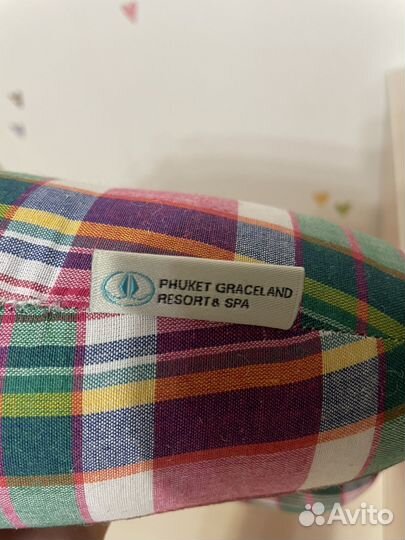 PHUKET GRACELAND
RESORT & SPA
Avito